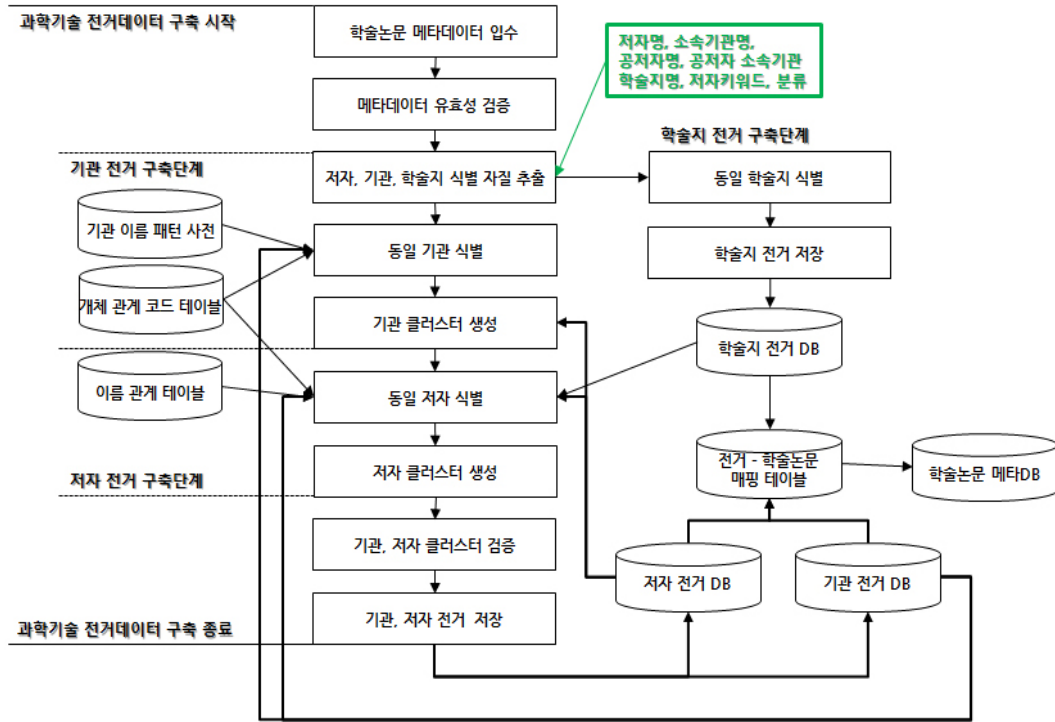 과학기술 전거데이터 구축 시작
학술논문 메타데이터 입수
저자명, 소속기관명,
공저자명, 공저자 소속기관
학술지명, 저자키워드, 분류
메타데이터 유효성 검증
학술지 전거 구축단계
기관 전거 구축단계
저자, 기관, 학술지 식별 자질 추출
동일 학술지 식별
기관 이름 패턴 사전
동일 기관 식별
학술지 전거 저장
개체 관계 코드 테이블
기관 클러스터 생성
학술지 전거 DB
이름 관계 테이블
동일 저자 식별
저자 클러스터 생성
전거 - 학술논문
매핑 테이블
학술논문 메타DB
저자 전거 구축단계
기관, 저자 클러스터 검증
저자 전거 DB
기관 전거 DB
기관, 저자 전거 저장
과학기술 전거데이터 구축 종료